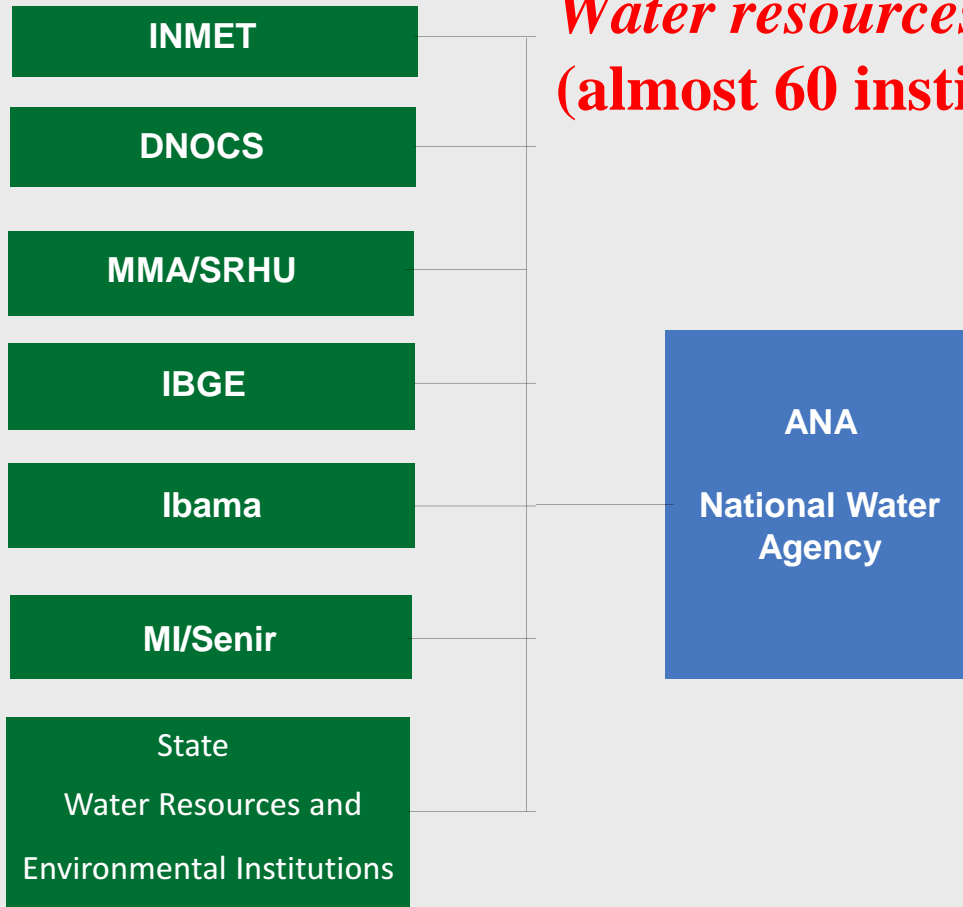 Water resources
(almost 60 insti
INMET
DNOCS
MMA/SRHU
IBGE
Ibama
MI/Senir
State
Water Resources and
Environmental Institutions
ANA
National Water
Agency